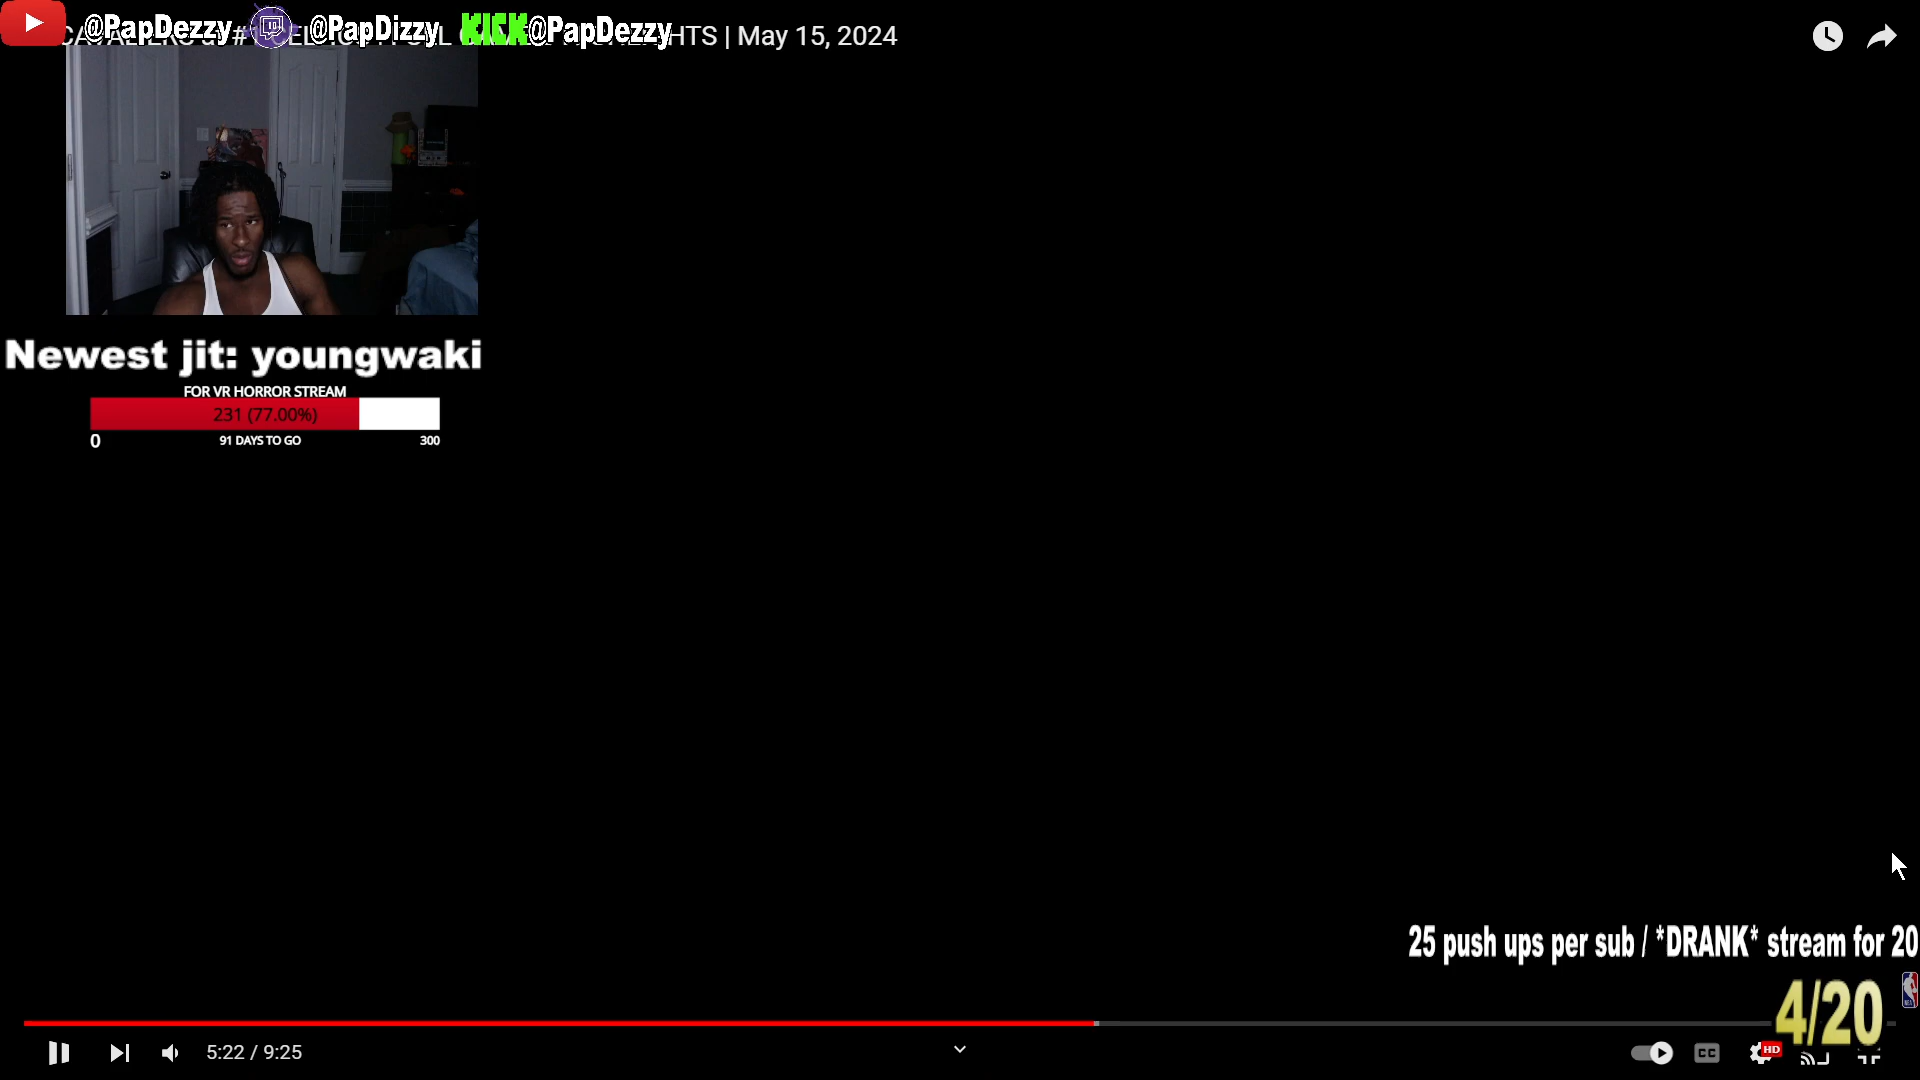 @PapDezzy @PapDizzy KICK@PapDezzy
HTS | May 15, 2024
Newest jit: youngwaki
FOR VR HORROR STREAM
231 (77.00%)
0 91 DAYS TO GO 300
25 push ups per sub / *DRANK* stream for 20
4/20
5:22 / 9:25
CC HD